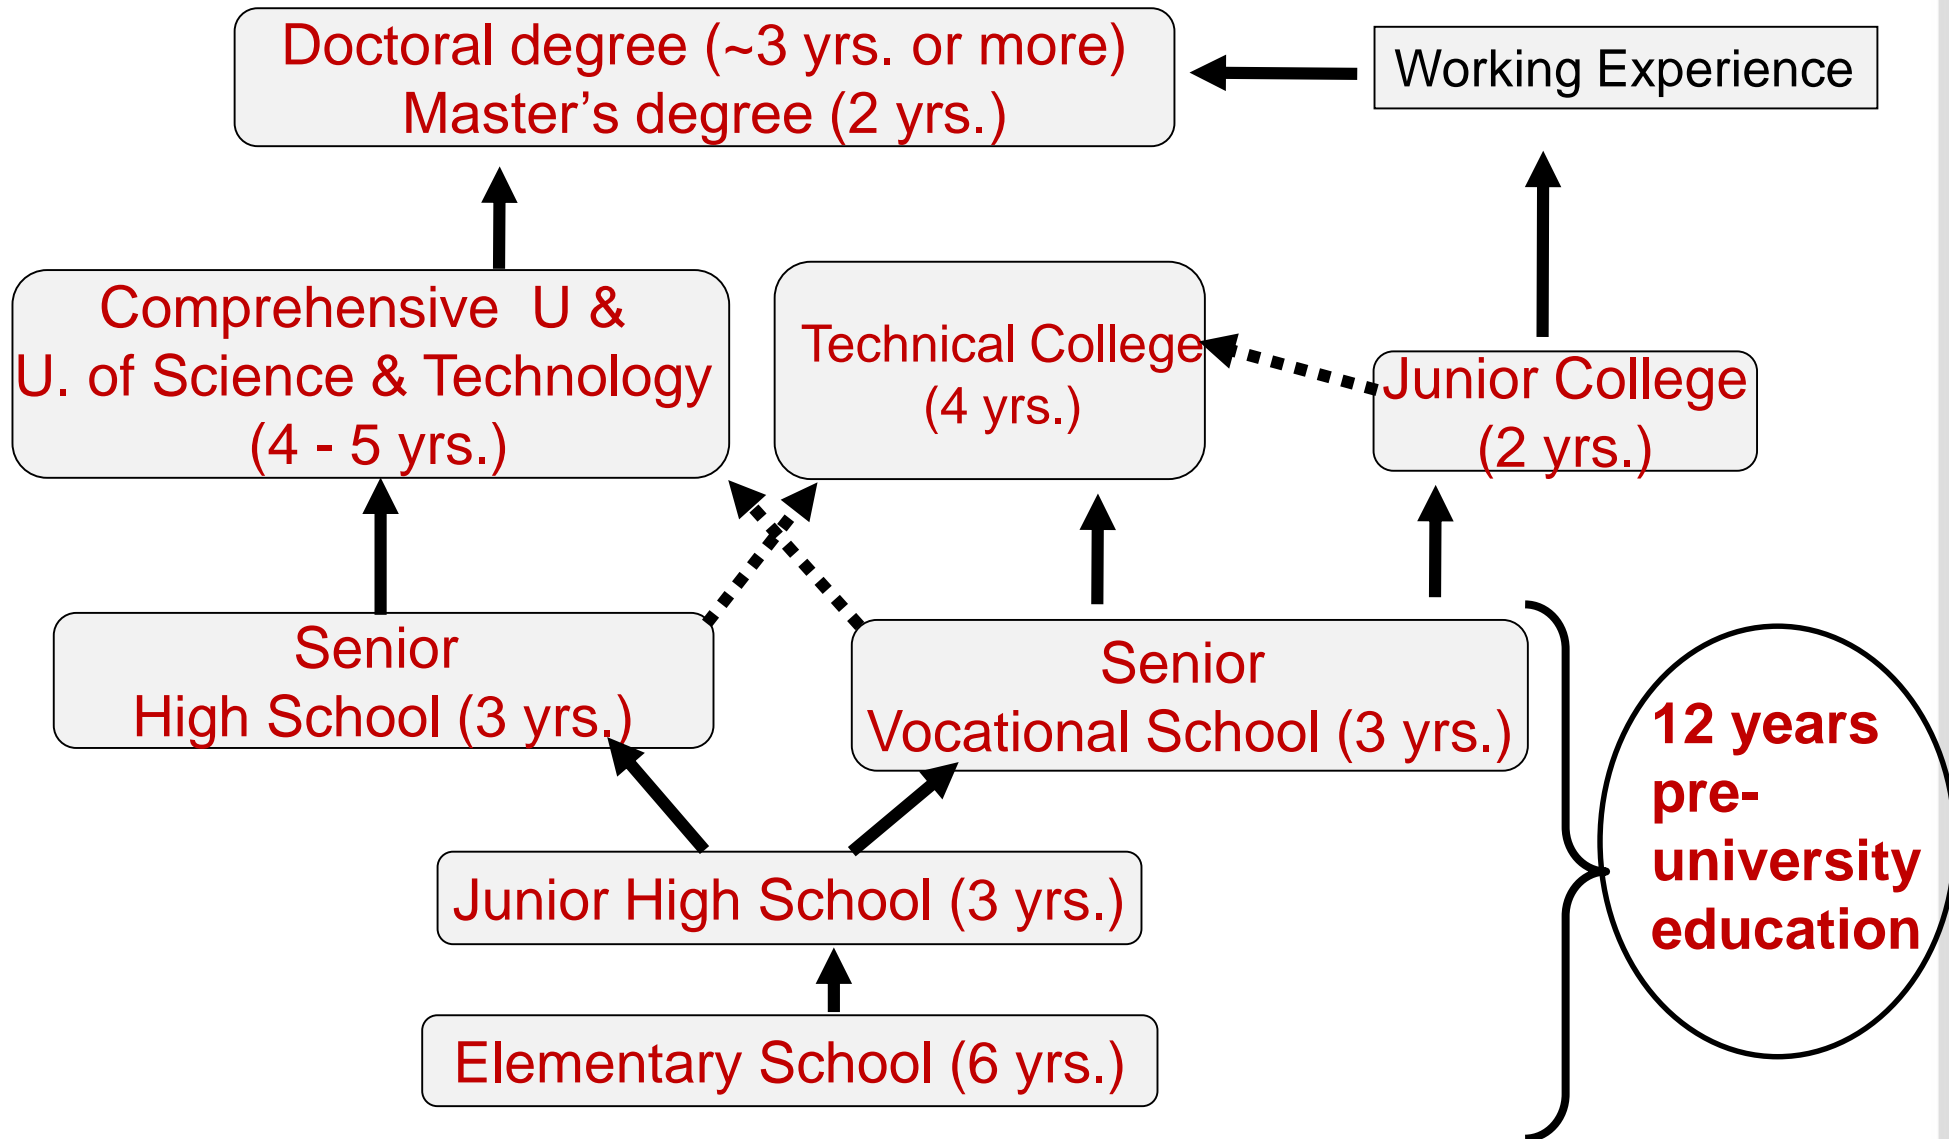 Doctoral degree (~3 yrs. or more)
Master’s degree (2 yrs.)
Working Experience
Comprehensive  U &
U. of Science & Technology
(4 - 5 yrs.)
Technical College
(4 yrs.)
Junior College
(2 yrs.)
Senior
High School (3 yrs.)
Senior
Vocational School (3 yrs.)
12 years
pre-
university
education
Junior High School (3 yrs.)
Elementary School (6 yrs.)